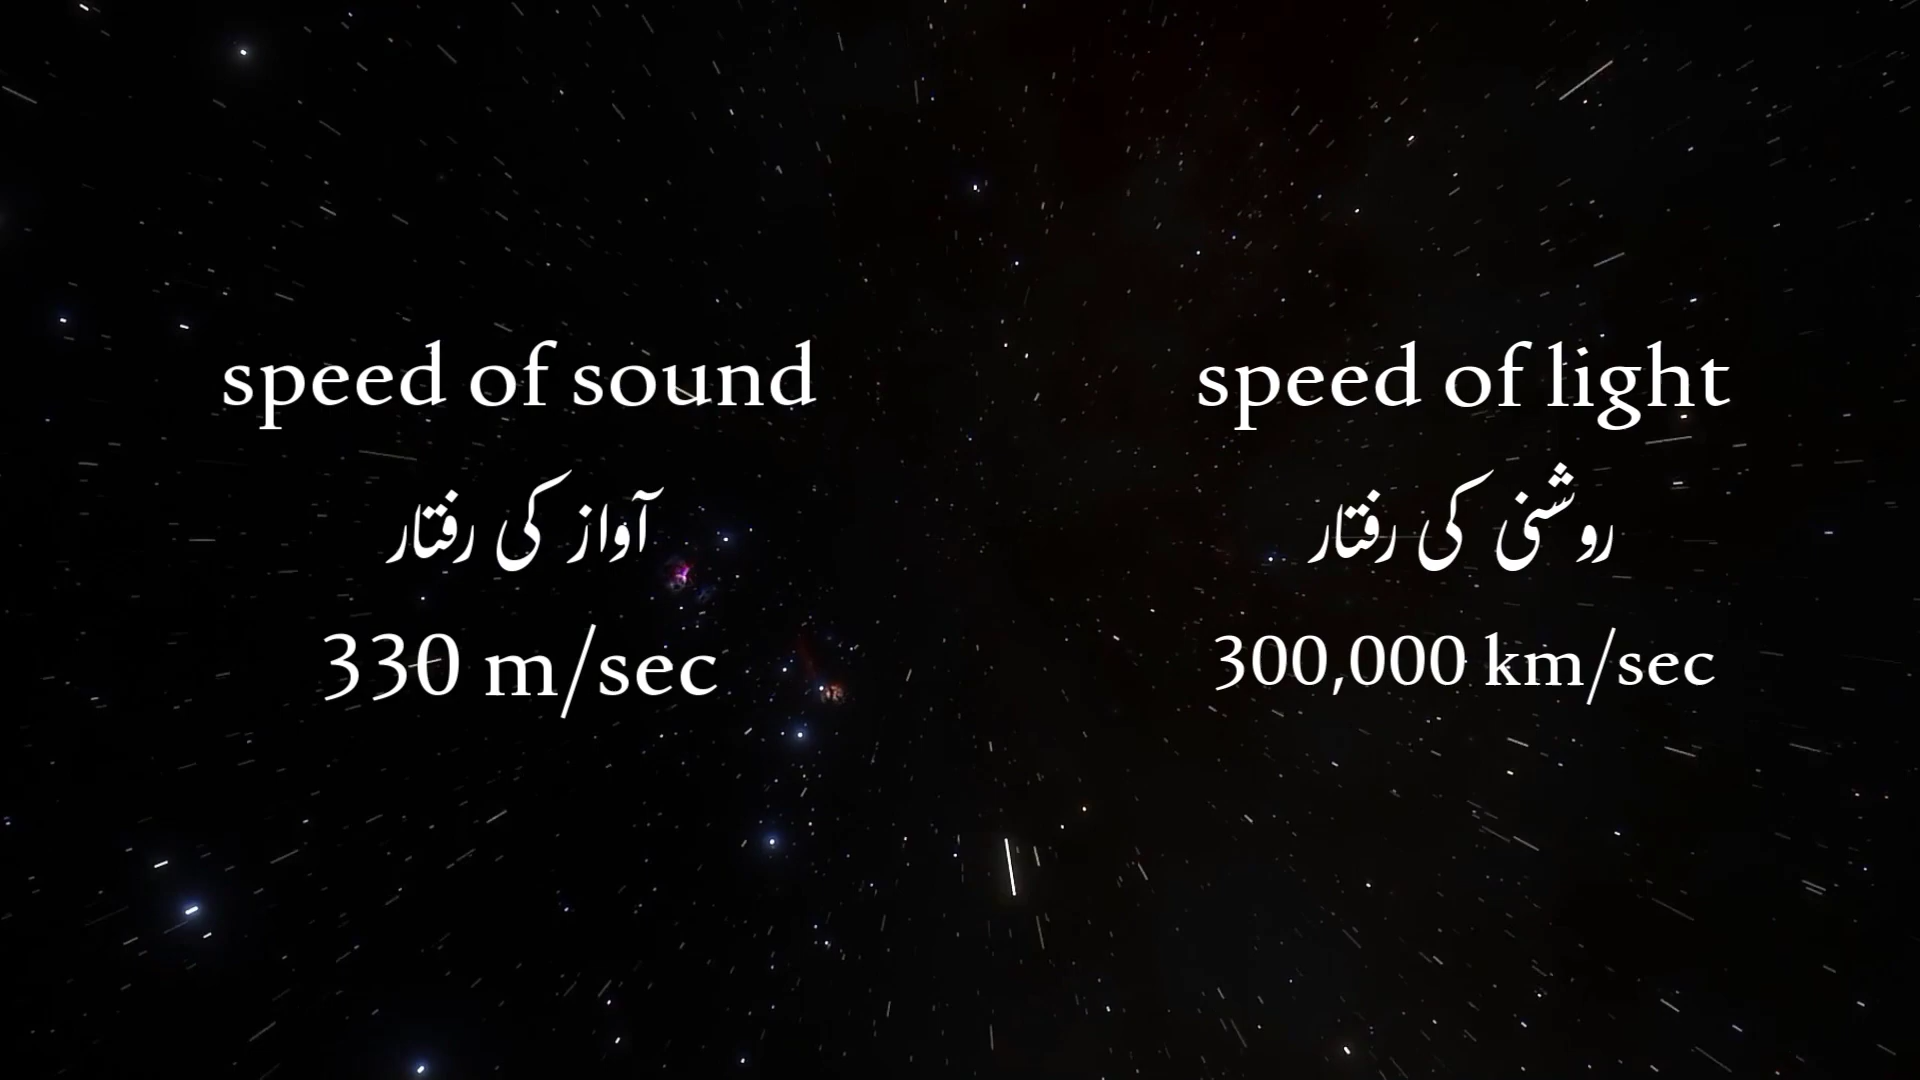 speed of sound
آواز کی رفتار
330 m/sec
speed of light
روشنی کی رفتار
300,000 km/sec